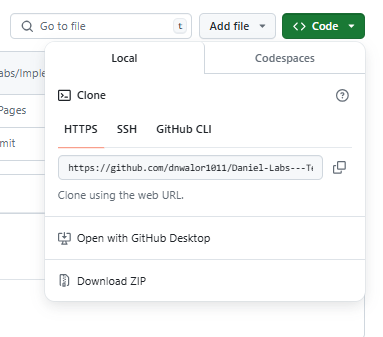 Go to file
t
Add file
Code
Local
Codespaces
abs/Imple
Pages
mit
Clone
HTTPS
SSH
GitHub CLI
https://github.com/dnwalor1011/Daniel-Labs---Te
Clone using the web URL.
Open with GitHub Desktop
Download ZIP